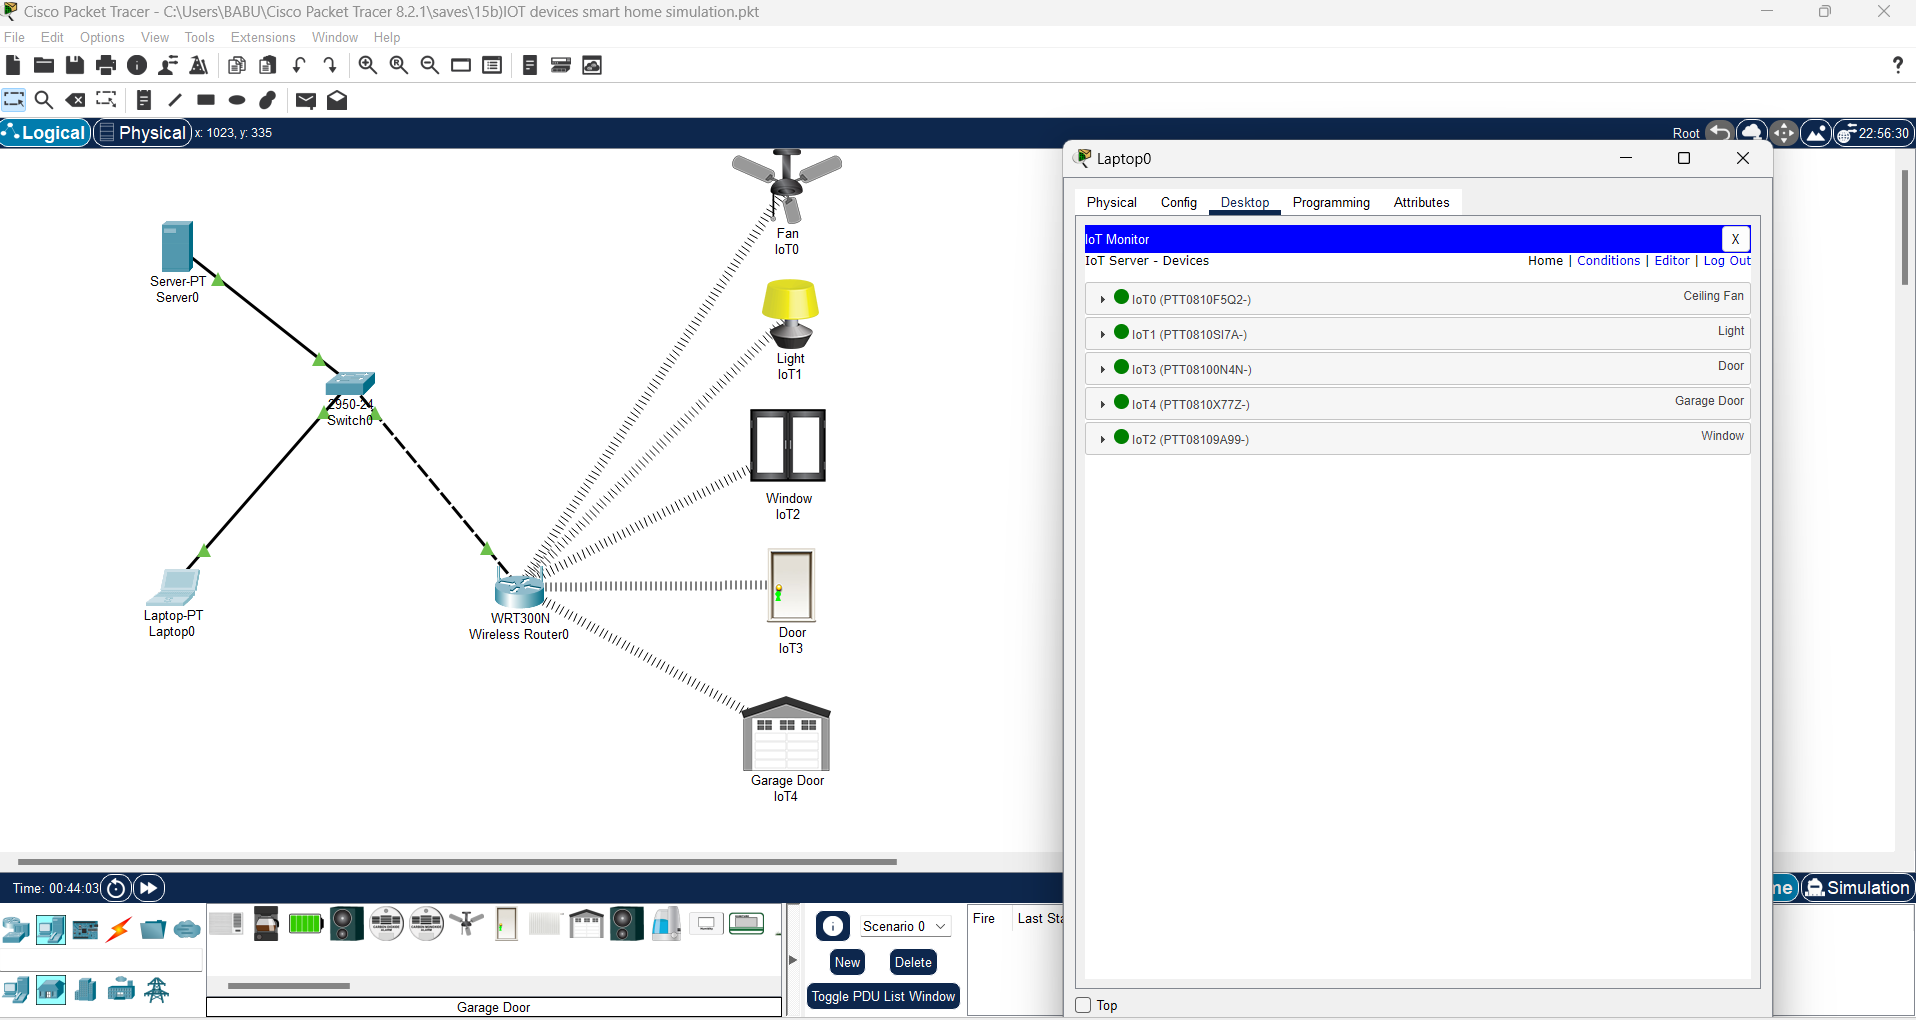 Cisco Packet Tracer - C:\Users\BABU\Cisco Packet Tracer 8.2.1\saves\15b)IOT devices smart home simulation.pkt
File Edit Options View Tools Extensions Window Help
?
Logical Physical x: 1023, y: 335 Root 22:56:30
Laptop0
Physical Config Desktop Programming Attributes
IoT Monitor X
IoT Server - Devices Home | Conditions | Editor | Log Out
IoT0 (PTT0810F5Q2-) Ceiling Fan
IoT1 (PTT0810SI7A-) Light
IoT3 (PTT08100N4N-) Door
IoT4 (PTT0810X77Z-) Garage Door
IoT2 (PTT08109A99-) Window
Top
Fan
IoT0
Server-PT
Server0
Light
IoT1
2950-24
Switch0
Window
IoT2
Laptop-PT
Laptop0
WRT300N
Wireless Router0
Door
IoT3
Garage Door
IoT4
Time: 00:44:03 me Simulation
Scenario 0
New Delete
Toggle PDU List Window
Fire Last Sta
Garage Door